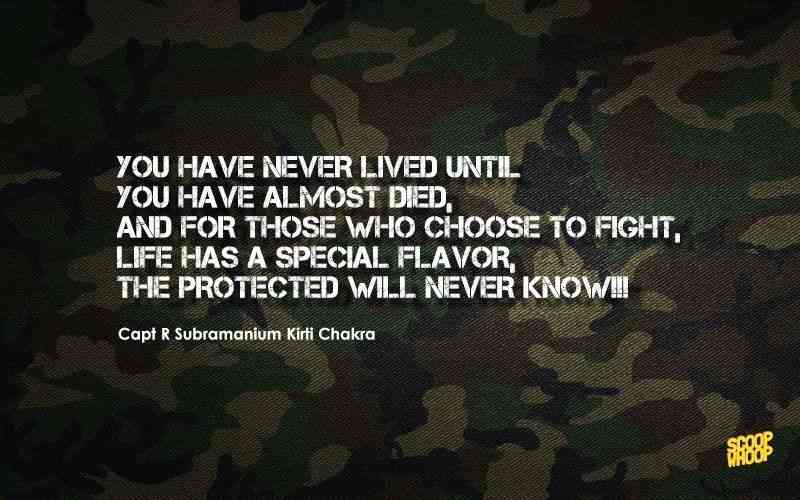 YOU HAVE NEVER LIVED UNTIL
YOU HAVE ALMOST DIED,
AND FOR THOSE WHO CHOOSE TO FIGHT,
LIFE HAS A SPECIAL FLAVOR,
THE PROTECTED WILL NEVER KNOW!!!
Capt R Subramanium Kirti Chakra
SCOOP
WHOOP